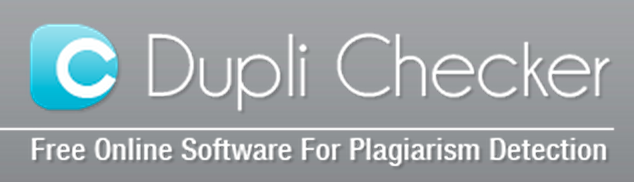 C Dupli Checker
Free Online Software For Plagiarism Detection